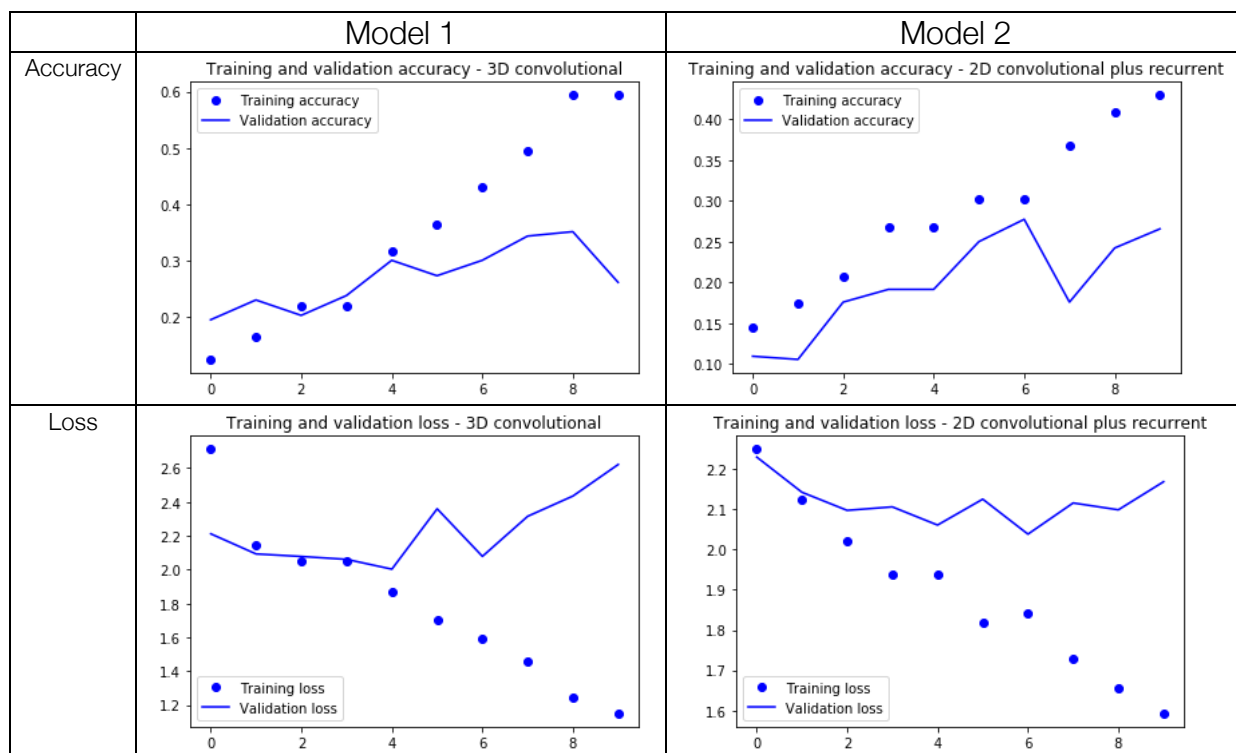 Model 1
Model 2
Accuracy
Training and validation accuracy - 3D convolutional
0.6
0.5
0.4
0.3
0.2
0 2 4 6 8
Training accuracy
Validation accuracy
Training and validation accuracy - 2D convolutional plus recurrent
0.40
0.35
0.30
0.25
0.20
0.15
0.10
0 2 4 6 8
Training accuracy
Validation accuracy
Loss
Training and validation loss - 3D convolutional
2.6
2.4
2.2
2.0
1.8
1.6
1.4
1.2
0 2 4 6 8
Training loss
Validation loss
Training and validation loss - 2D convolutional plus recurrent
2.2
2.1
2.0
1.9
1.8
1.7
1.6
0 2 4 6 8
Training loss
Validation loss